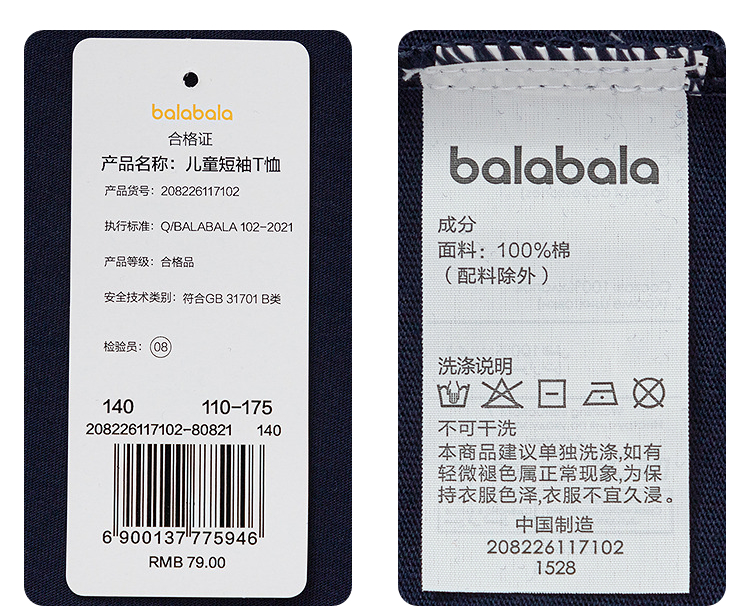 balabala
合格证
产品名称：儿童短袖T恤
产品货号：208226117102
执行标准：Q/BALABALA 102-2021
产品等级：合格品
安全技术类别：符合GB 31701 B类
检验员：08
140 110-175
208226117102-80821 140
6 900137 775946
RMB 79.00
balabala
成分
面料：100%棉
（配料除外）
洗涤说明
不可干洗
本商品建议单独洗涤,如有
轻微褪色属正常现象,为保
持衣服色泽,衣服不宜久浸。
中国制造
208226117102
1528